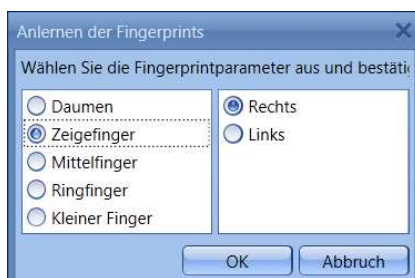 Anlernen der Fingerprints
Wählen Sie die Fingerprintparameter aus und bestäti
Daumen
Zeigefinger
Mittelfinger
Ringfinger
Kleiner Finger
Rechts
Links
OK
Abbruch